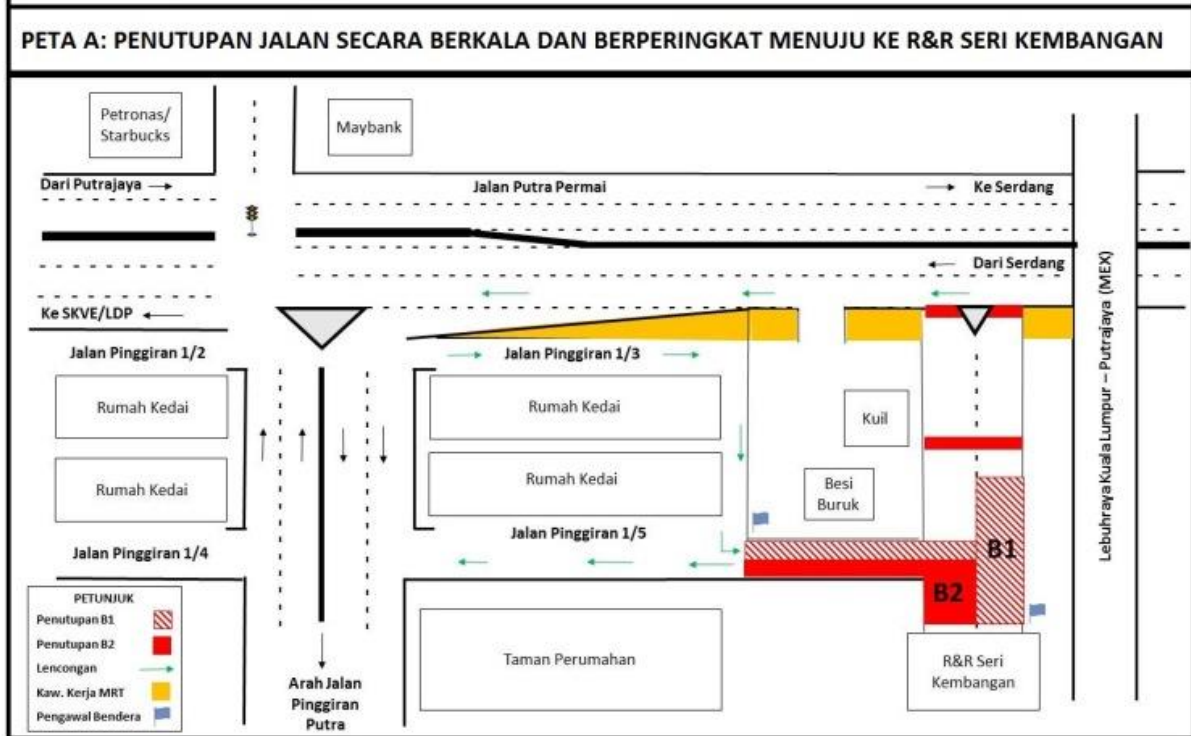 PETA A: PENUTUPAN JALAN SECARA BERKALA DAN BERPERINGKAT MENUJU KE R&R SERI KEMBANGAN
Petronas/
Starbucks
Maybank
Dari Putrajaya
Jalan Putra Permai
Ke Serdang
Dari Serdang
Ke SKVE/LDP
Jalan Pinggiran 1/2
Jalan Pinggiran 1/3
Rumah Kedai
Rumah Kedai
Kuil
Rumah Kedai
Rumah Kedai
Besi
Buruk
Jalan Pinggiran 1/4
Jalan Pinggiran 1/5
B1
B2
Lebuhraya Kuala Lumpur – Putrajaya (MEX)
PETUNJUK
Penutupan B1
Penutupan B2
Lencongan
Kaw. Kerja MRT
Pengawal Bendera
Arah Jalan
Pinggiran
Putra
Taman Perumahan
R&R Seri
Kembangan